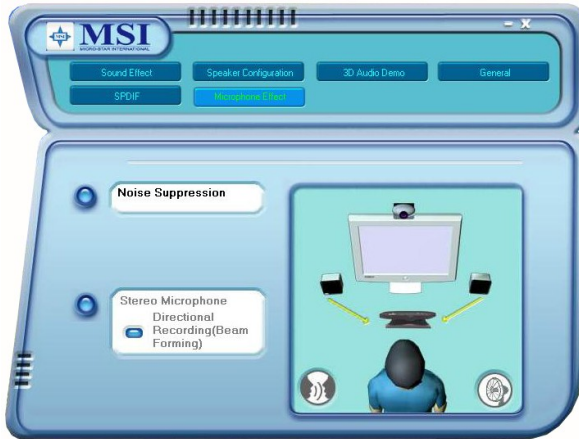 MSI
MICRO-STAR INTERNATIONAL
Sound Effect
Speaker Configuration
3D Audio Demo
General
SPDIF
Microphone Effect
Noise Suppression
Stereo Microphone
Directional
Recording(Beam
Forming)